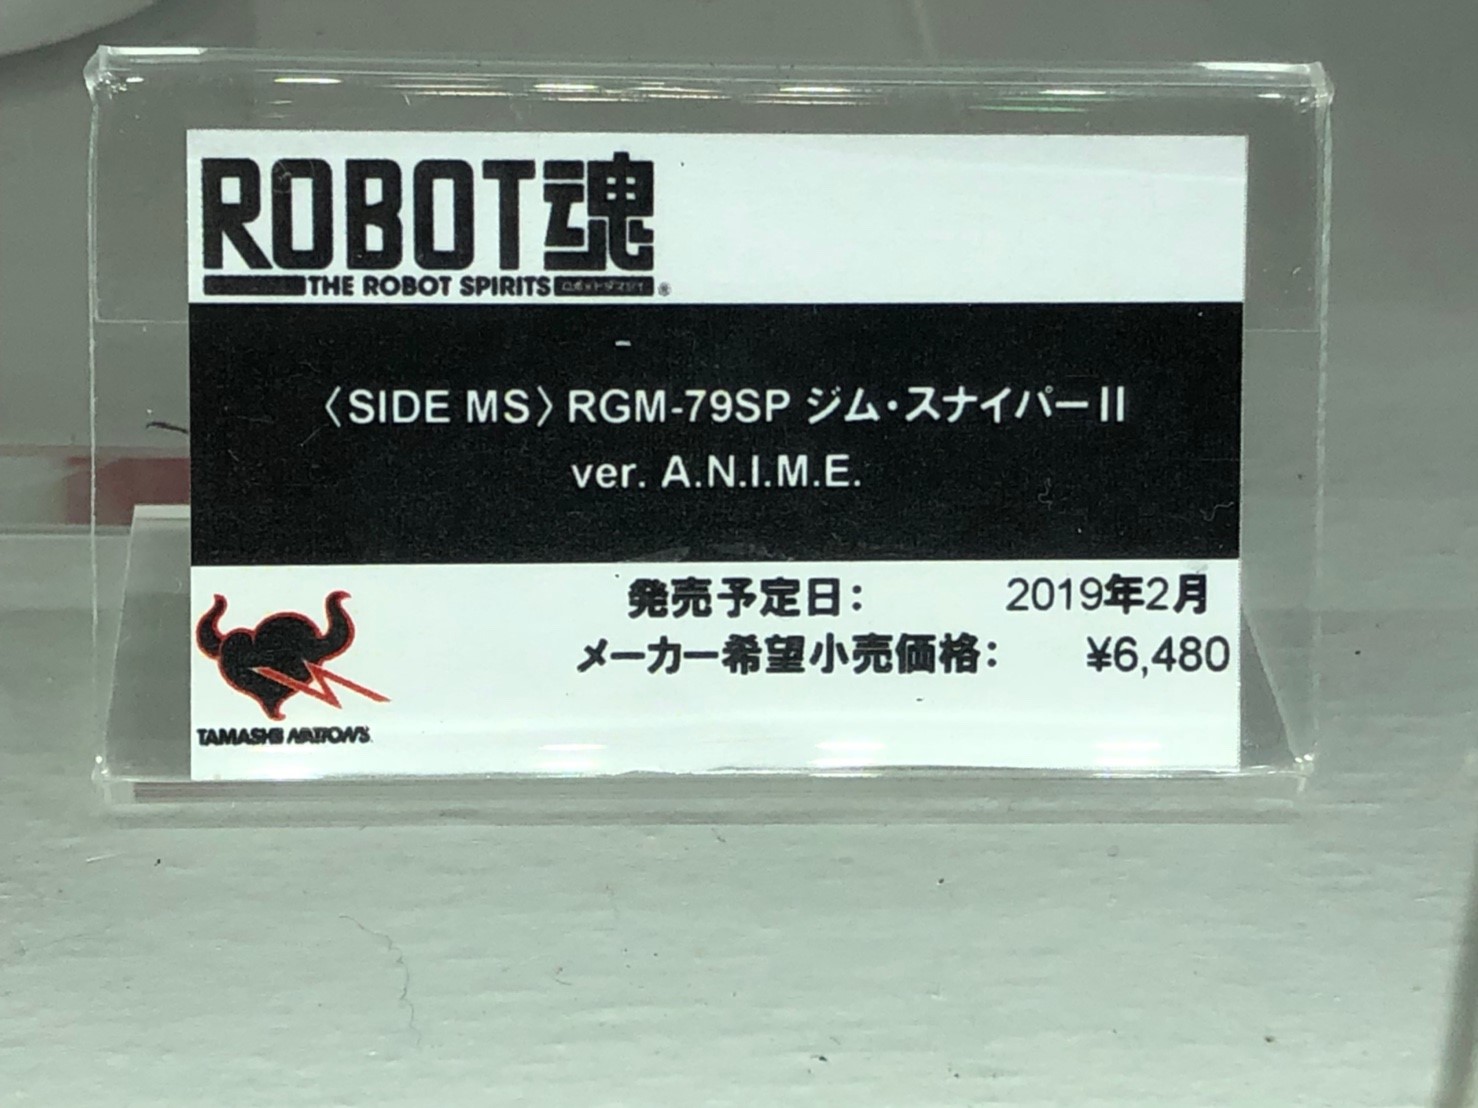 ROBOT魂
THE ROBOT SPIRITS ロボットダマシイ ®
〈SIDE MS〉RGM-79SP ジム・スナイパーII
ver. A.N.I.M.E.
発売予定日： 2019年2月
メーカー希望小売価格： ¥6,480
TAMASHII NATIONS